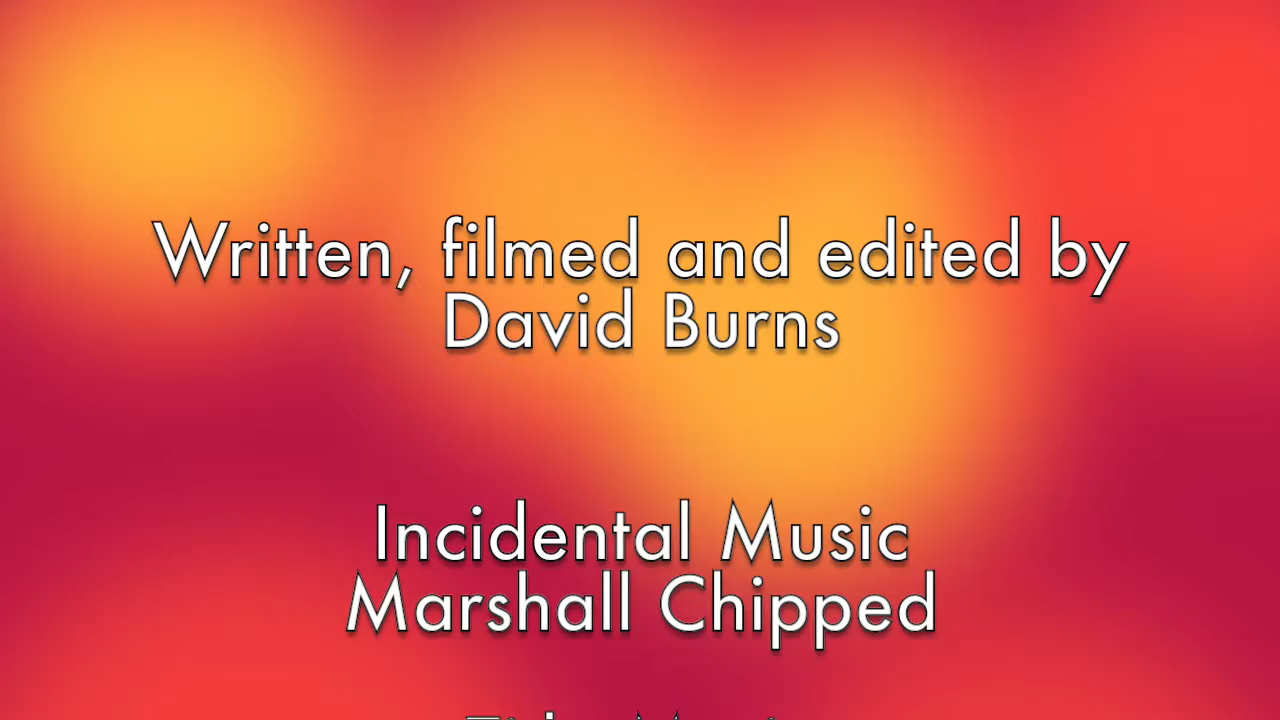 Written, filmed and edited by
David Burns
Incidental Music
Marshall Chipped